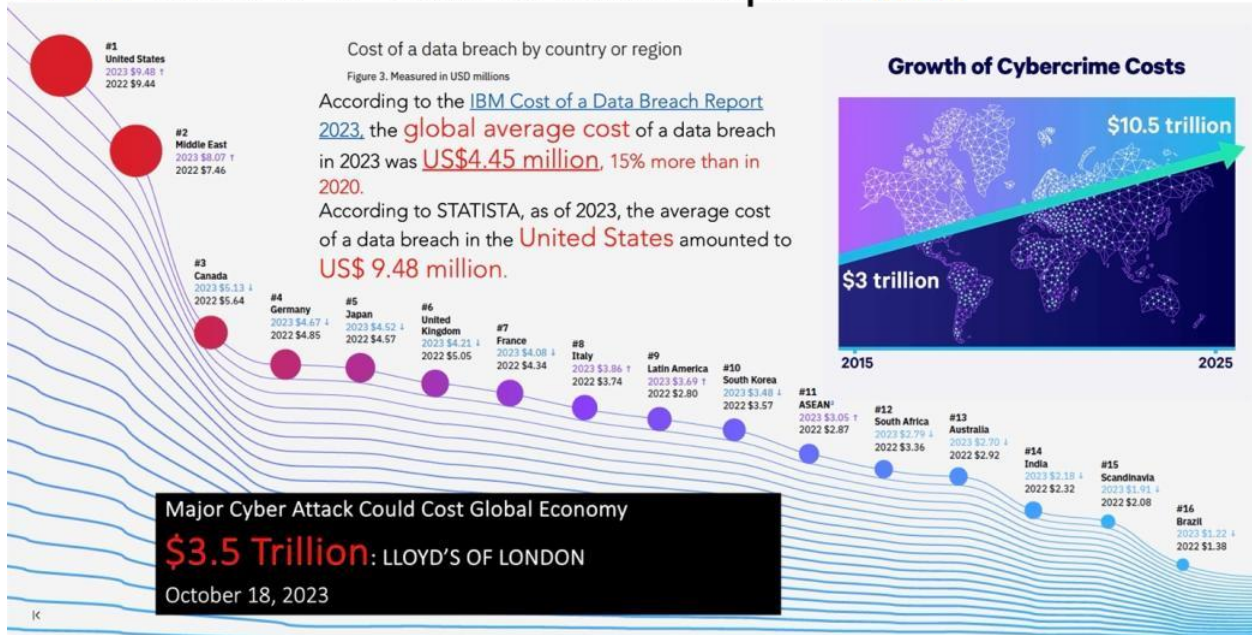 Cost of a data breach by country or region
Figure 3. Measured in USD millions
According to the IBM Cost of a Data Breach Report
2023, the global average cost of a data breach
in 2023 was US$4.45 million, 15% more than in
2020.
According to STATISTA, as of 2023, the average cost
of a data breach in the United States amounted to
US$ 9.48 million.
#1
United States
2023 $9.48 ↑
2022 $9.44
#2
Middle East
2023 $8.07 ↑
2022 $7.46
#3
Canada
2023 $5.13 ↓
2022 $5.64
#4
Germany
2023 $4.67 ↓
2022 $4.85
#5
Japan
2023 $4.52 ↓
2022 $4.57
#6
United
Kingdom
2023 $4.21 ↓
2022 $5.05
#7
France
2023 $4.08 ↓
2022 $4.34
#8
Italy
2023 $3.86 ↑
2022 $3.74
#9
Latin America
2023 $3.69 ↑
2022 $2.80
#10
South Korea
2023 $3.48 ↓
2022 $3.57
#11
ASEAN
2023 $3.05 ↑
2022 $2.87
#12
South Africa
2023 $2.79 ↓
2022 $3.36
#13
Australia
2023 $2.70 ↓
2022 $2.92
#14
India
2023 $2.18 ↓
2022 $2.32
#15
Scandinavia
2023 $1.91 ↓
2022 $2.08
#16
Brazil
2023 $1.22 ↓
2022 $1.38
Growth of Cybercrime Costs
$10.5 trillion
$3 trillion
2015 2025
Major Cyber Attack Could Cost Global Economy
$3.5 Trillion: LLOYD'S OF LONDON
October 18, 2023